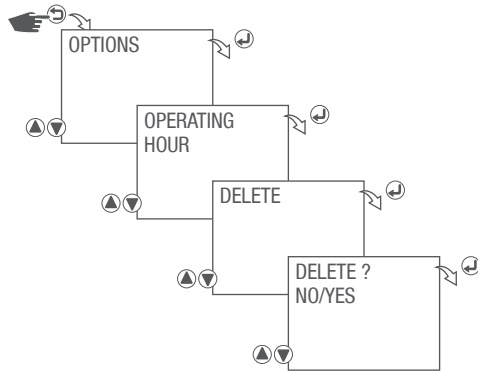 OPTIONS
OPERATING
HOUR
DELETE
DELETE ?
NO/YES